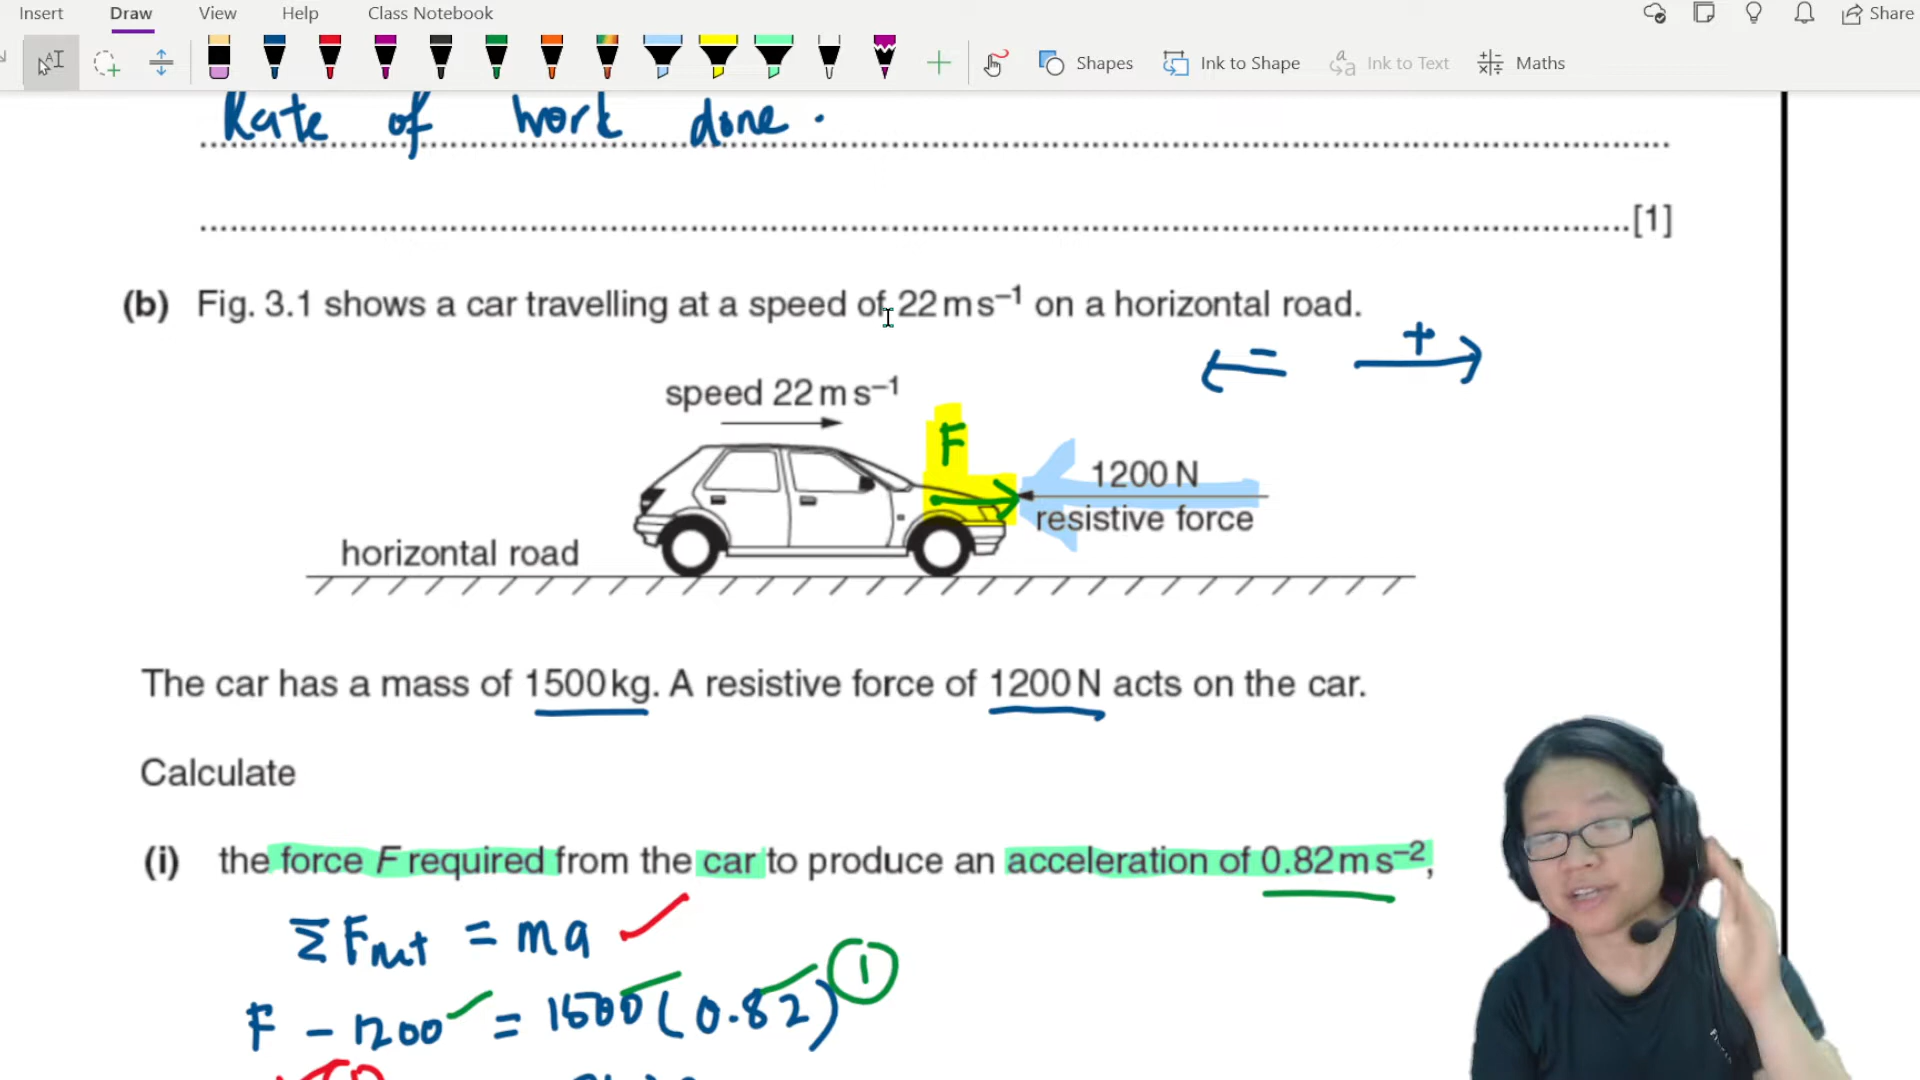 Insert Draw View Help Class Notebook Share
Shapes Ink to Shape Ink to Text Maths
Rate of work done.
[1]
(b) Fig. 3.1 shows a car travelling at a speed of 22 m s⁻¹ on a horizontal road.
− +
speed 22 m s⁻¹
F
1200 N
resistive force
horizontal road
The car has a mass of 1500 kg. A resistive force of 1200 N acts on the car.
Calculate
(i) the force F required from the car to produce an acceleration of 0.82 m s⁻²,
Σ Fnet = ma
F − 1200 = 1500 (0.82) 1